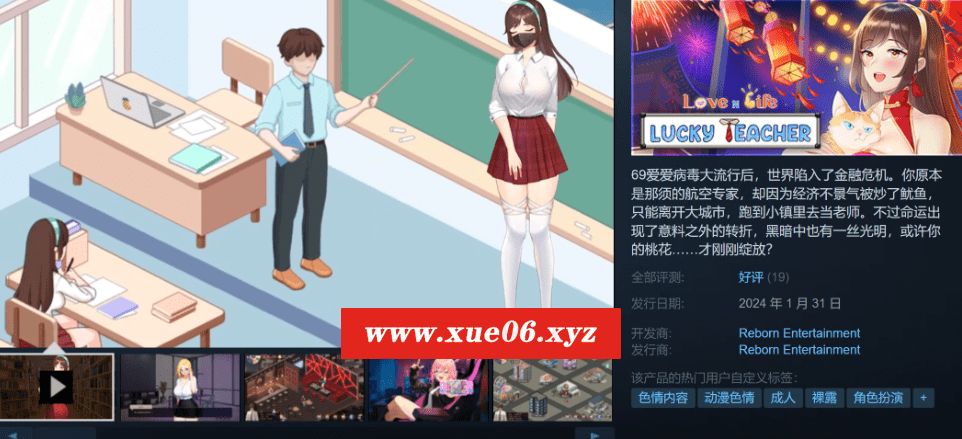 Love n Life
LUCKY TEACHER
69爱爱病毒大流行后，世界陷入了金融危机。你原本
是那须的航空专家，却因为经济不景气被炒了鱿鱼，
只能离开大城市，跑到小镇里去当老师。不过命运出
现了意料之外的转折，黑暗中也有一丝光明，或许你
的桃花……才刚刚绽放？
全部评测: 好评 (19)
发行日期: 2024 年 1 月 31 日
开发商: Reborn Entertainment
发行商: Reborn Entertainment
该产品的热门用户自定义标签：
色情内容 动漫色情 成人 裸露 角色扮演 +
www.xue06.xyz